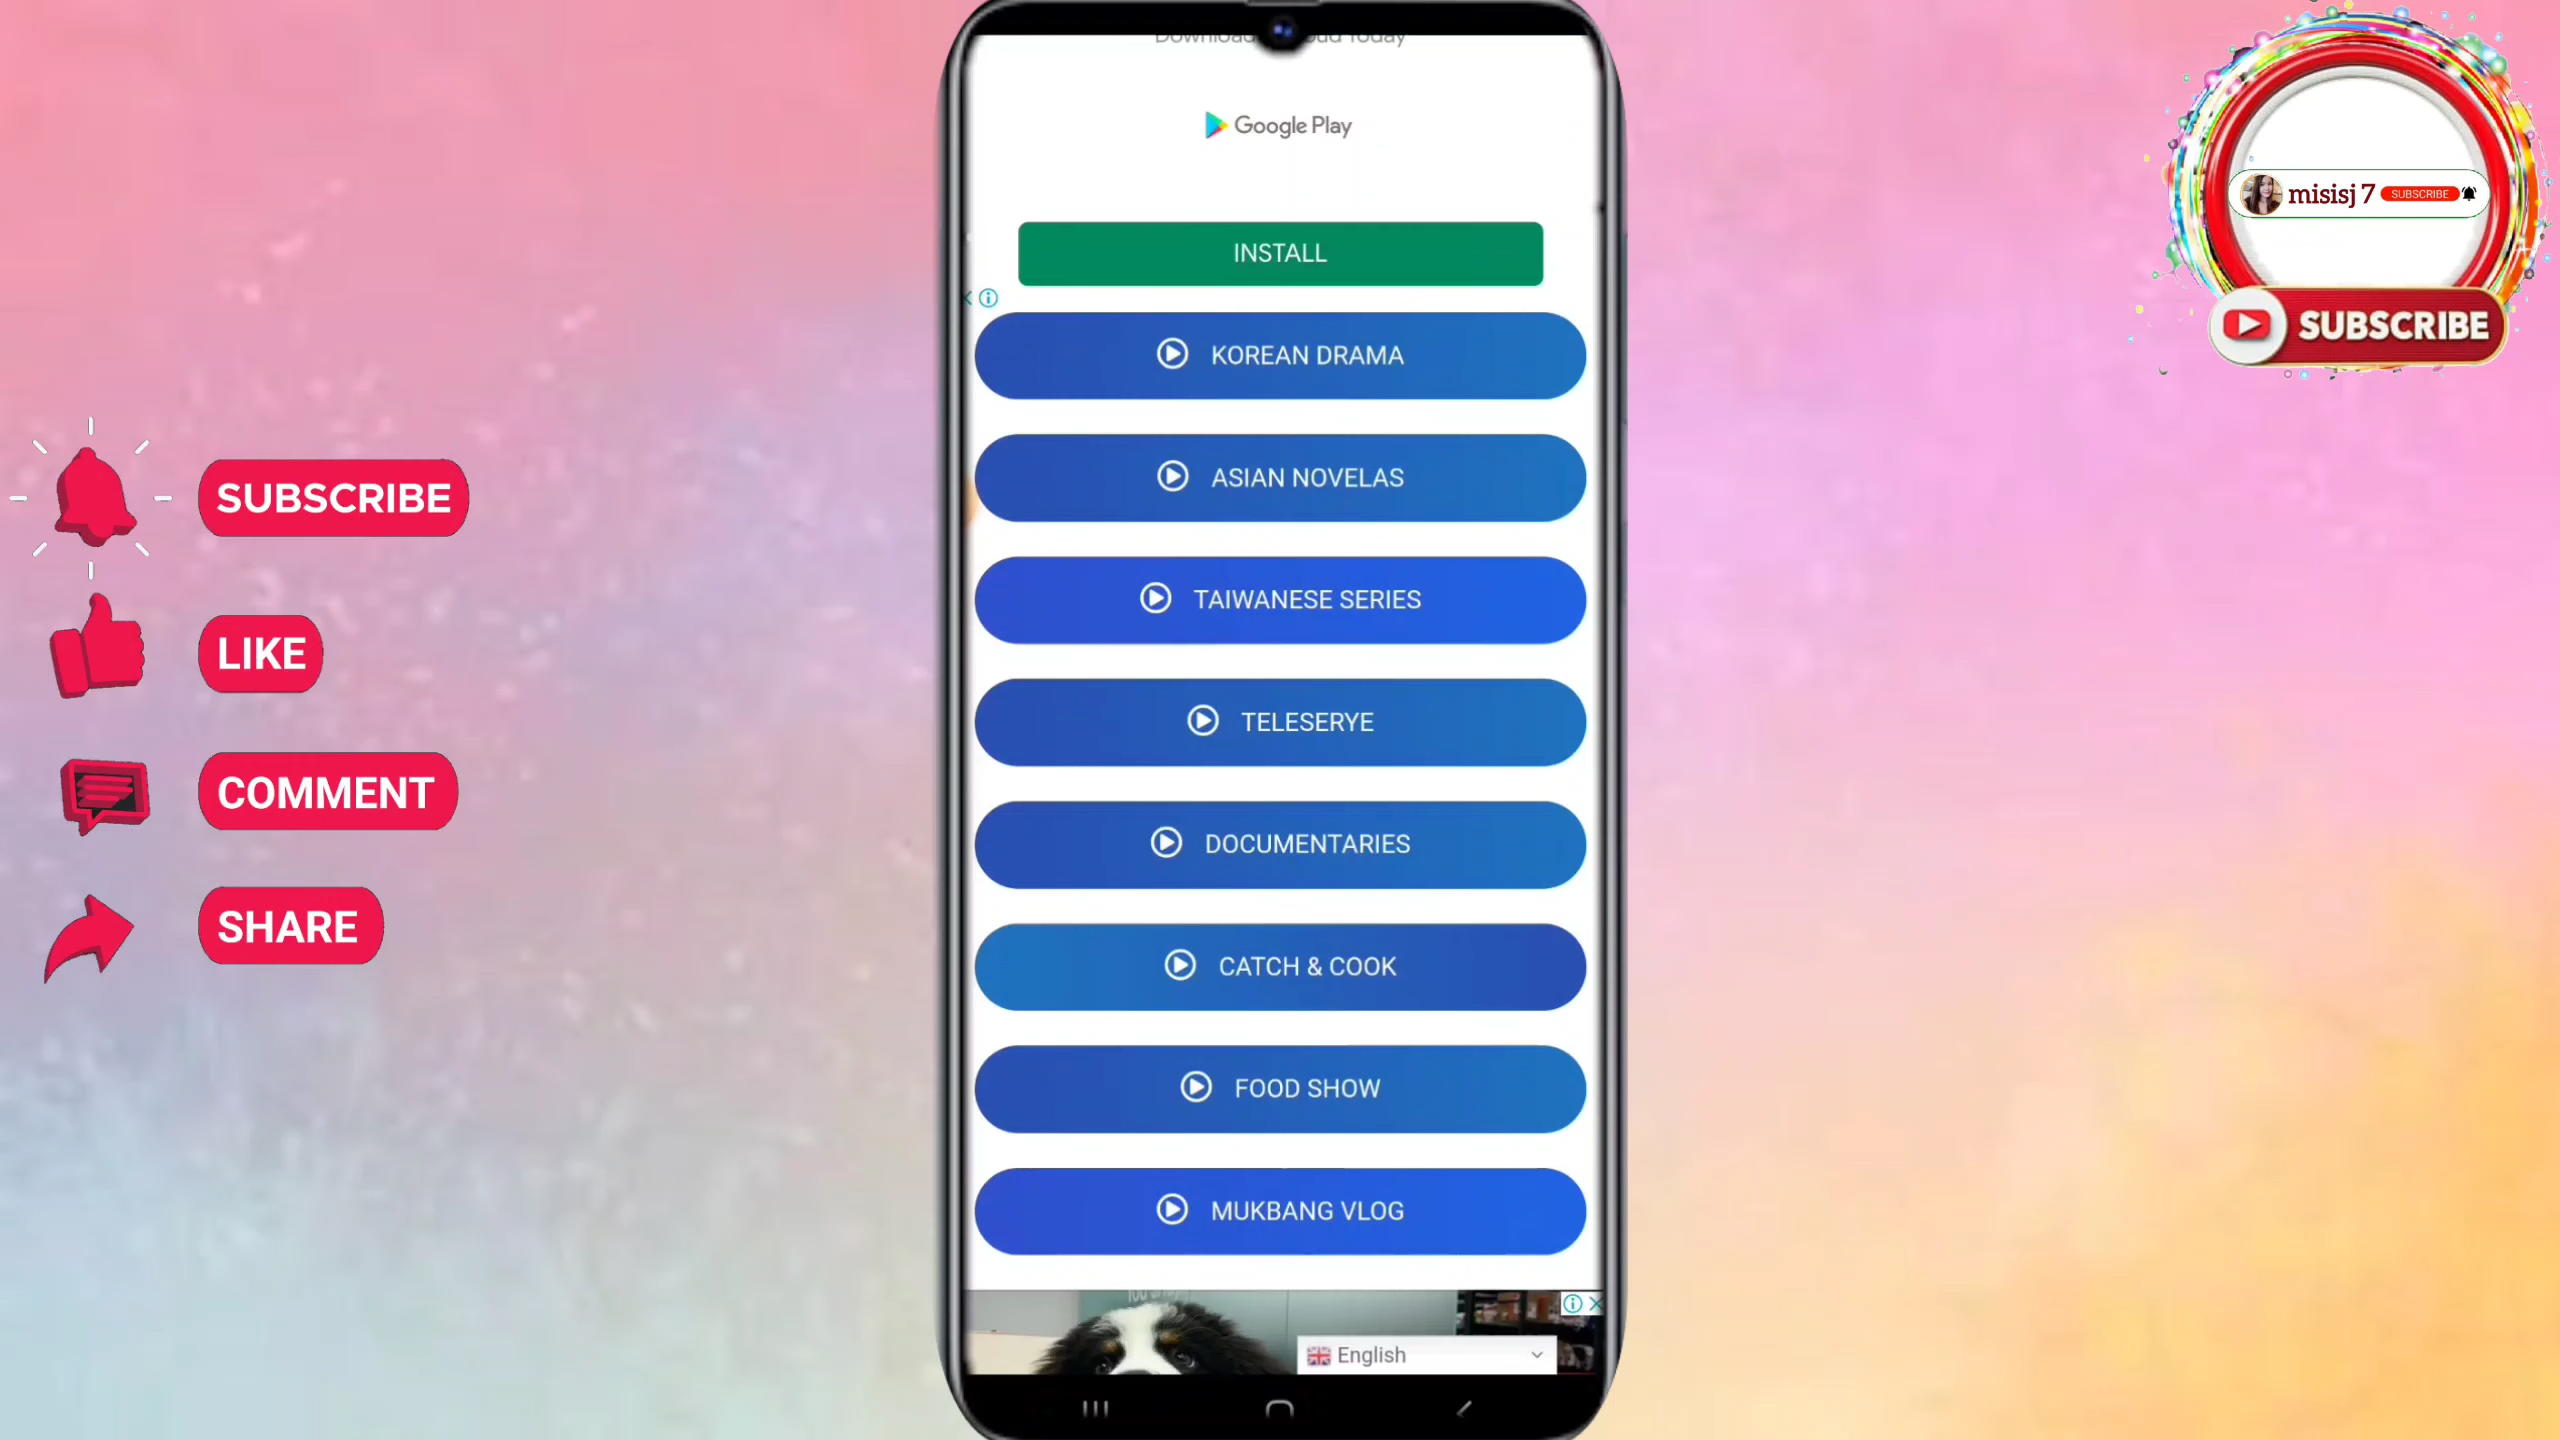 Google Play
INSTALL
KOREAN DRAMA
ASIAN NOVELAS
TAIWANESE SERIES
TELESERYE
DOCUMENTARIES
CATCH & COOK
FOOD SHOW
MUKBANG VLOG
English
SUBSCRIBE
LIKE
COMMENT
SHARE
misisj 7 SUBSCRIBE
SUBSCRIBE